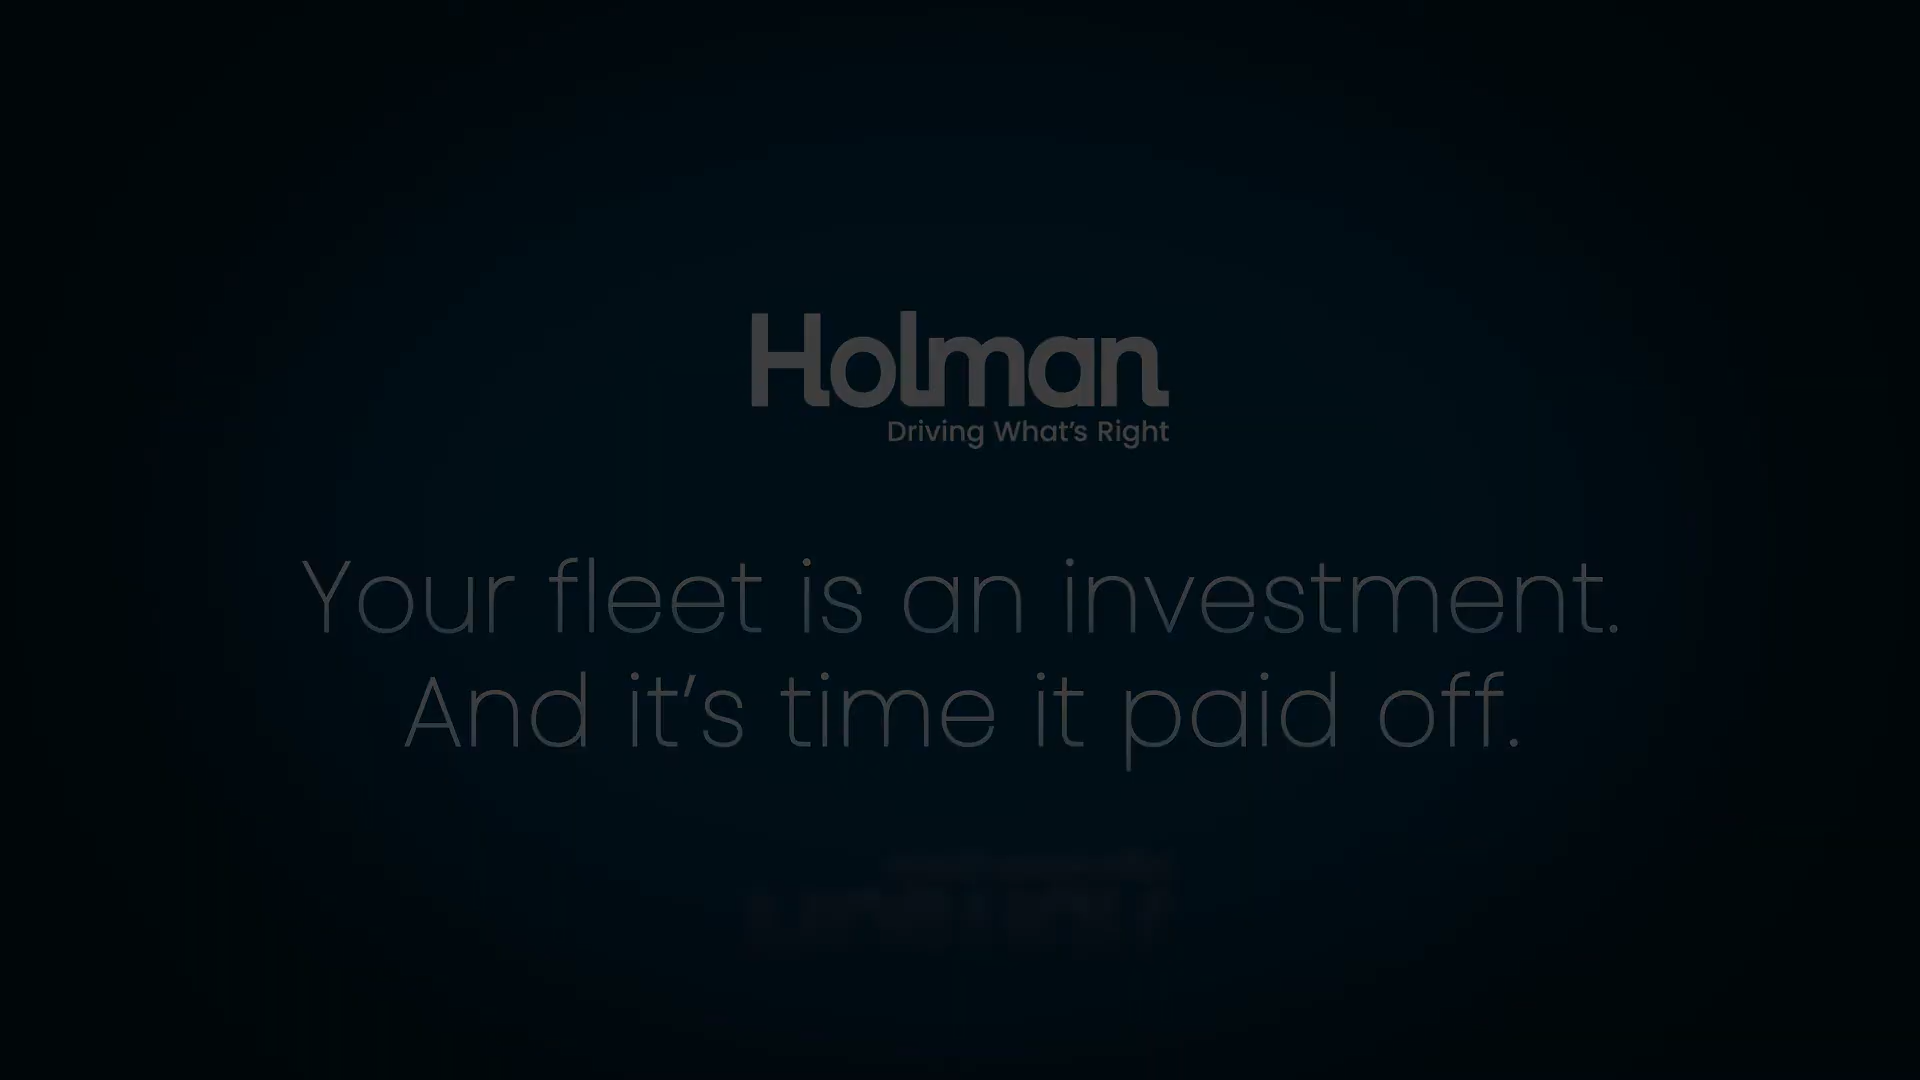 Holman
Driving What's Right
Your fleet is an investment.
And it's time it paid off.